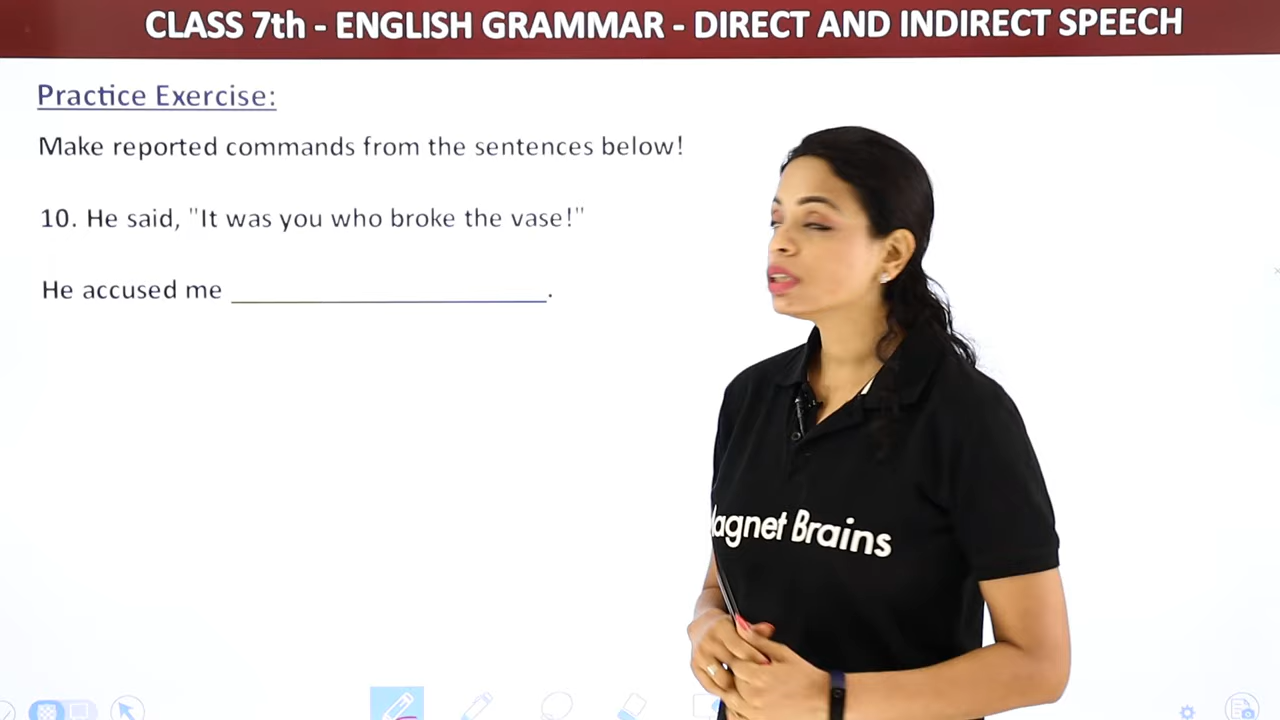 CLASS 7th - ENGLISH GRAMMAR - DIRECT AND INDIRECT SPEECH
Practice Exercise:
Make reported commands from the sentences below!
10. He said, "It was you who broke the vase!"
He accused me ____________________.
agnet Brains